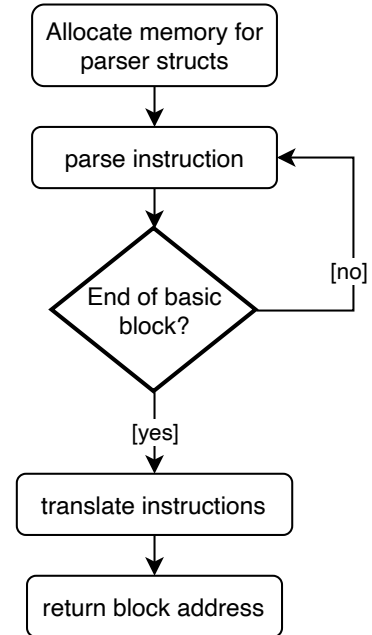 Allocate memory for
parser structs
parse instruction
End of basic
block?
[no]
[yes]
translate instructions
return block address